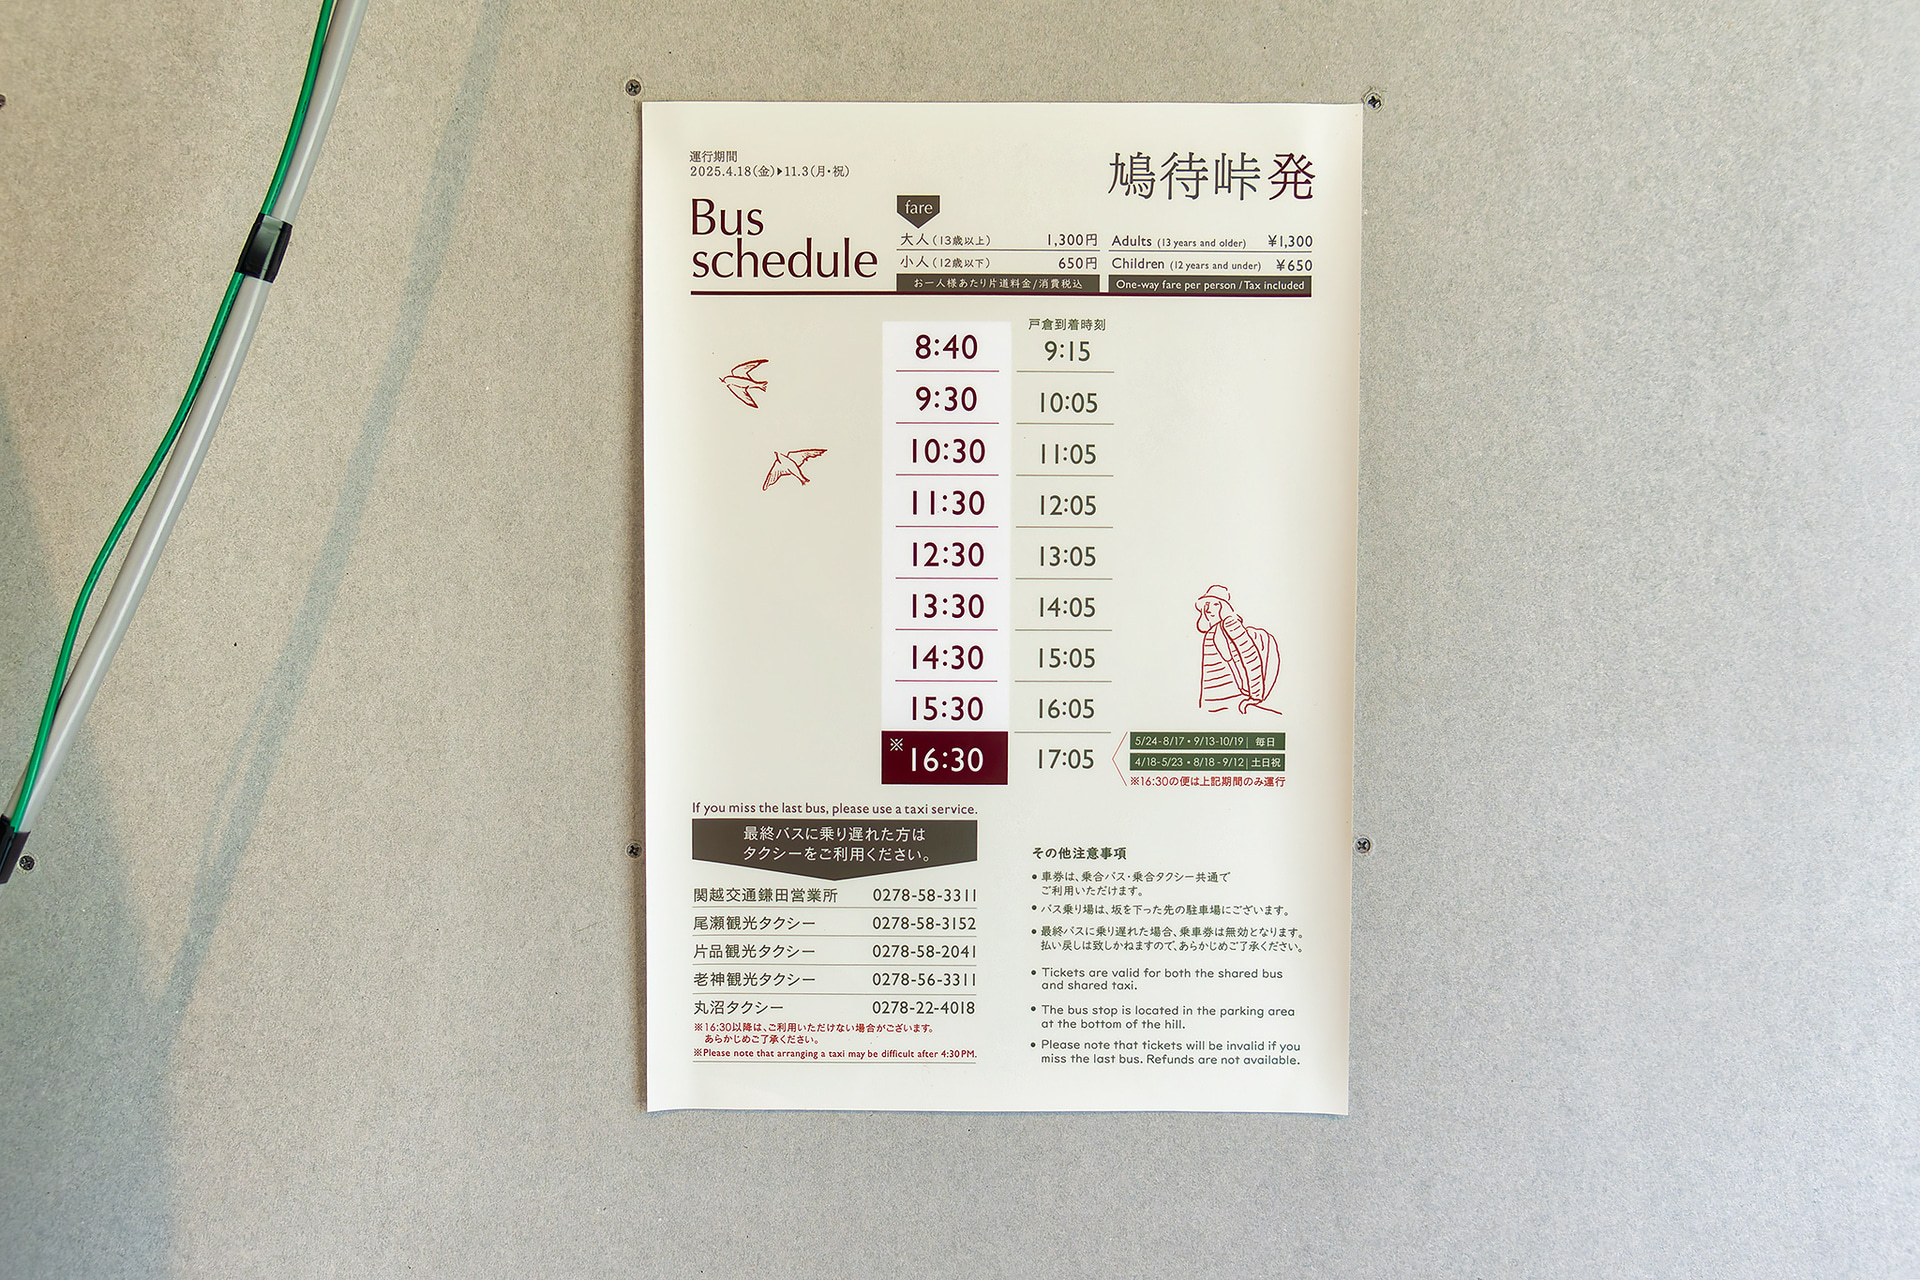 運行期間
2025.4.18(金)▶11.3(月・祝)
鳩待峠発
Bus
schedule
fare
大人(13歳以上) 1,300円
小人(12歳以下) 650円
お一人様あたり片道料金/消費税込
Adults (13 years and older) ¥1,300
Children (12 years and under) ¥650
One-way fare per person / Tax included
戸倉到着時刻
8:40 9:15
9:30 10:05
10:30 11:05
11:30 12:05
12:30 13:05
13:30 14:05
14:30 15:05
15:30 16:05
※16:30 17:05
5/24-8/17・9/13-10/19 | 毎日
4/18-5/23・8/18-9/12 | 土日祝
※16:30の便は上記期間のみ運行
If you miss the last bus, please use a taxi service.
最終バスに乗り遅れた方は
タクシーをご利用ください。
関越交通鎌田営業所 0278-58-3311
尾瀬観光タクシー 0278-58-3152
片品観光タクシー 0278-58-2041
老神観光タクシー 0278-56-3311
丸沼タクシー 0278-22-4018
※16:30以降は、ご利用いただけない場合がございます。
あらかじめご了承ください。
※Please note that arranging a taxi may be difficult after 4:30 PM.
その他注意事項
● 車券は、乗合バス・乗合タクシー共通で
ご利用いただけます。
● バス乗り場は、坂を下った先の駐車場にございます。
● 最終バスに乗り遅れた場合、乗車券は無効となります。
払い戻しは致しかねますので、あらかじめご了承ください。
● Tickets are valid for both the shared bus
and shared taxi.
● The bus stop is located in the parking area
at the bottom of the hill.
● Please note that tickets will be invalid if you
miss the last bus. Refunds are not available.